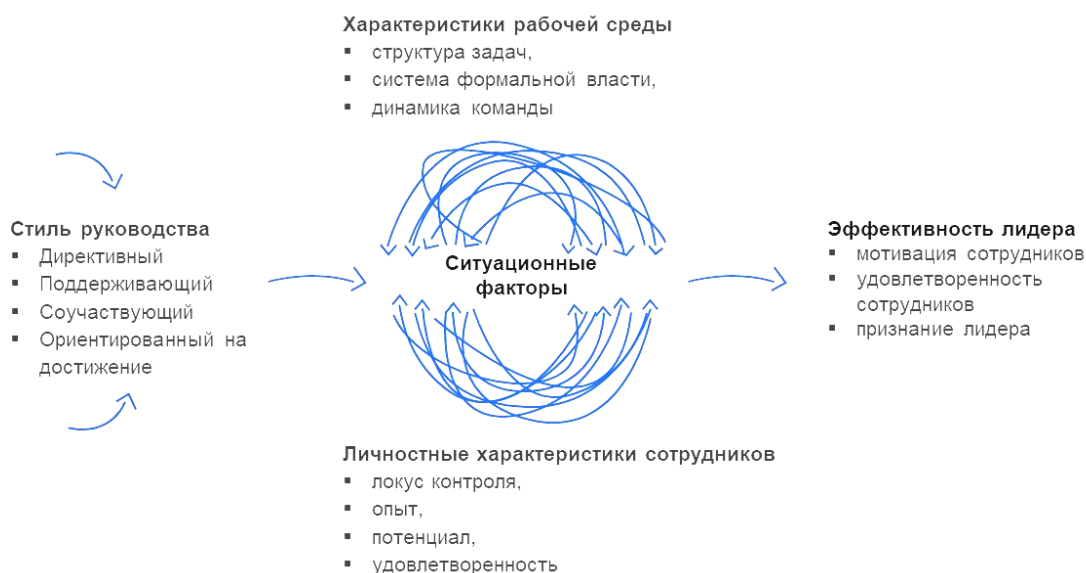 Характеристики рабочей среды
▪ структура задач,
▪ система формальной власти,
▪ динамика команды
Стиль руководства
▪ Директивный
▪ Поддерживающий
▪ Соучаствующий
▪ Ориентированный на
достижение
Ситуационные
факторы
Эффективность лидера
▪ мотивация сотрудников
▪ удовлетворенность
сотрудников
▪ признание лидера
Личностные характеристики сотрудников
▪ локус контроля,
▪ опыт,
▪ потенциал,
▪ удовлетворенность